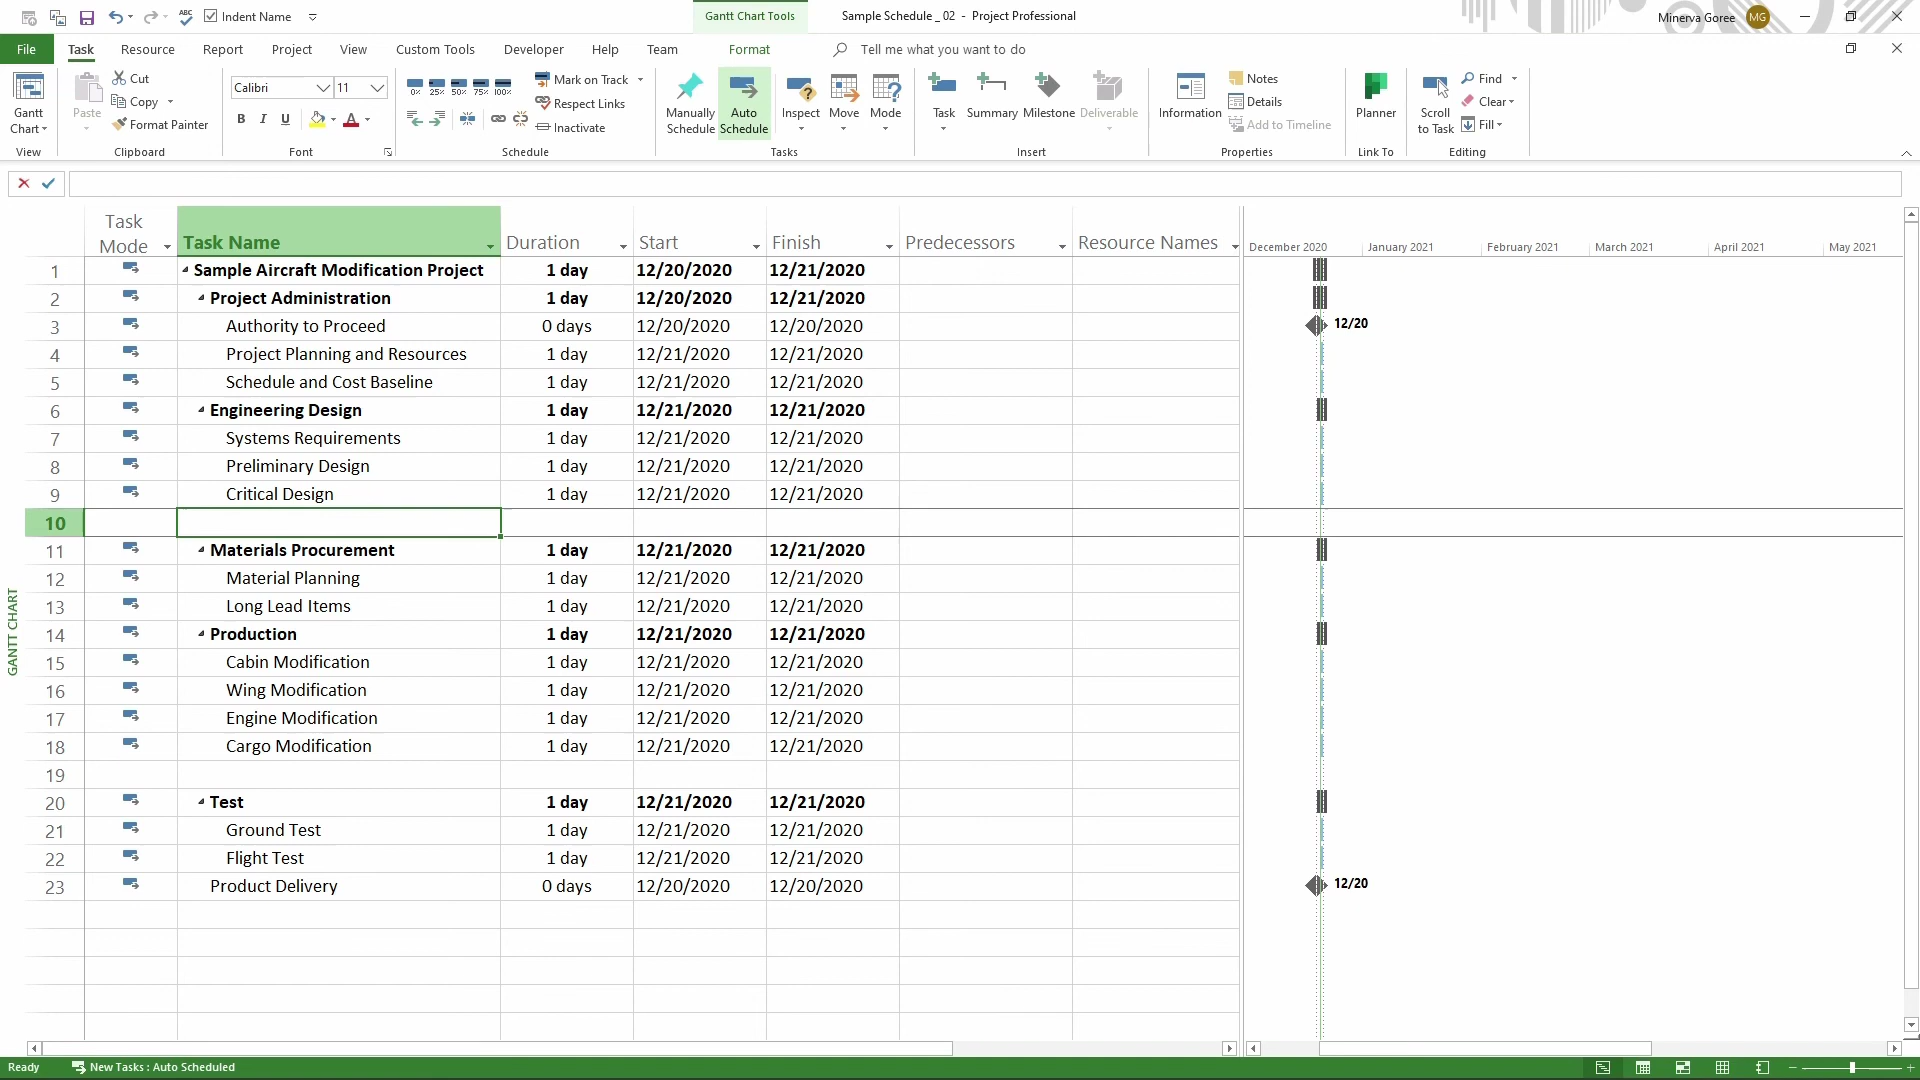 Indent Name
Gantt Chart Tools
Sample Schedule _ 02 - Project Professional
Minerva Goree MG
File Task Resource Report Project View Custom Tools Developer Help Team Format Tell me what you want to do
Gantt Chart
View
Paste
Cut
Copy
Format Painter
Clipboard
Calibri 11
B I U A
Font
0% 25% 50% 75% 100%
Mark on Track
Respect Links
Inactivate
Schedule
Manually Schedule
Auto Schedule
Inspect
Move
Mode
Tasks
Task
Summary
Milestone
Deliverable
Insert
Information
Notes
Details
Add to Timeline
Properties
Planner
Link To
Scroll to Task
Find
Clear
Fill
Editing
Task Mode Task Name Duration Start Finish Predecessors Resource Names December 2020 January 2021 February 2021 March 2021 April 2021 May 2021
1 Sample Aircraft Modification Project 1 day 12/20/2020 12/21/2020
2 Project Administration 1 day 12/20/2020 12/21/2020
3 Authority to Proceed 0 days 12/20/2020 12/20/2020 12/20
4 Project Planning and Resources 1 day 12/21/2020 12/21/2020
5 Schedule and Cost Baseline 1 day 12/21/2020 12/21/2020
6 Engineering Design 1 day 12/21/2020 12/21/2020
7 Systems Requirements 1 day 12/21/2020 12/21/2020
8 Preliminary Design 1 day 12/21/2020 12/21/2020
9 Critical Design 1 day 12/21/2020 12/21/2020
10
11 Materials Procurement 1 day 12/21/2020 12/21/2020
12 Material Planning 1 day 12/21/2020 12/21/2020
13 Long Lead Items 1 day 12/21/2020 12/21/2020
14 Production 1 day 12/21/2020 12/21/2020
15 Cabin Modification 1 day 12/21/2020 12/21/2020
16 Wing Modification 1 day 12/21/2020 12/21/2020
17 Engine Modification 1 day 12/21/2020 12/21/2020
18 Cargo Modification 1 day 12/21/2020 12/21/2020
19
20 Test 1 day 12/21/2020 12/21/2020
21 Ground Test 1 day 12/21/2020 12/21/2020
22 Flight Test 1 day 12/21/2020 12/21/2020
23 Product Delivery 0 days 12/20/2020 12/20/2020 12/20
GANTT CHART
Ready New Tasks : Auto Scheduled